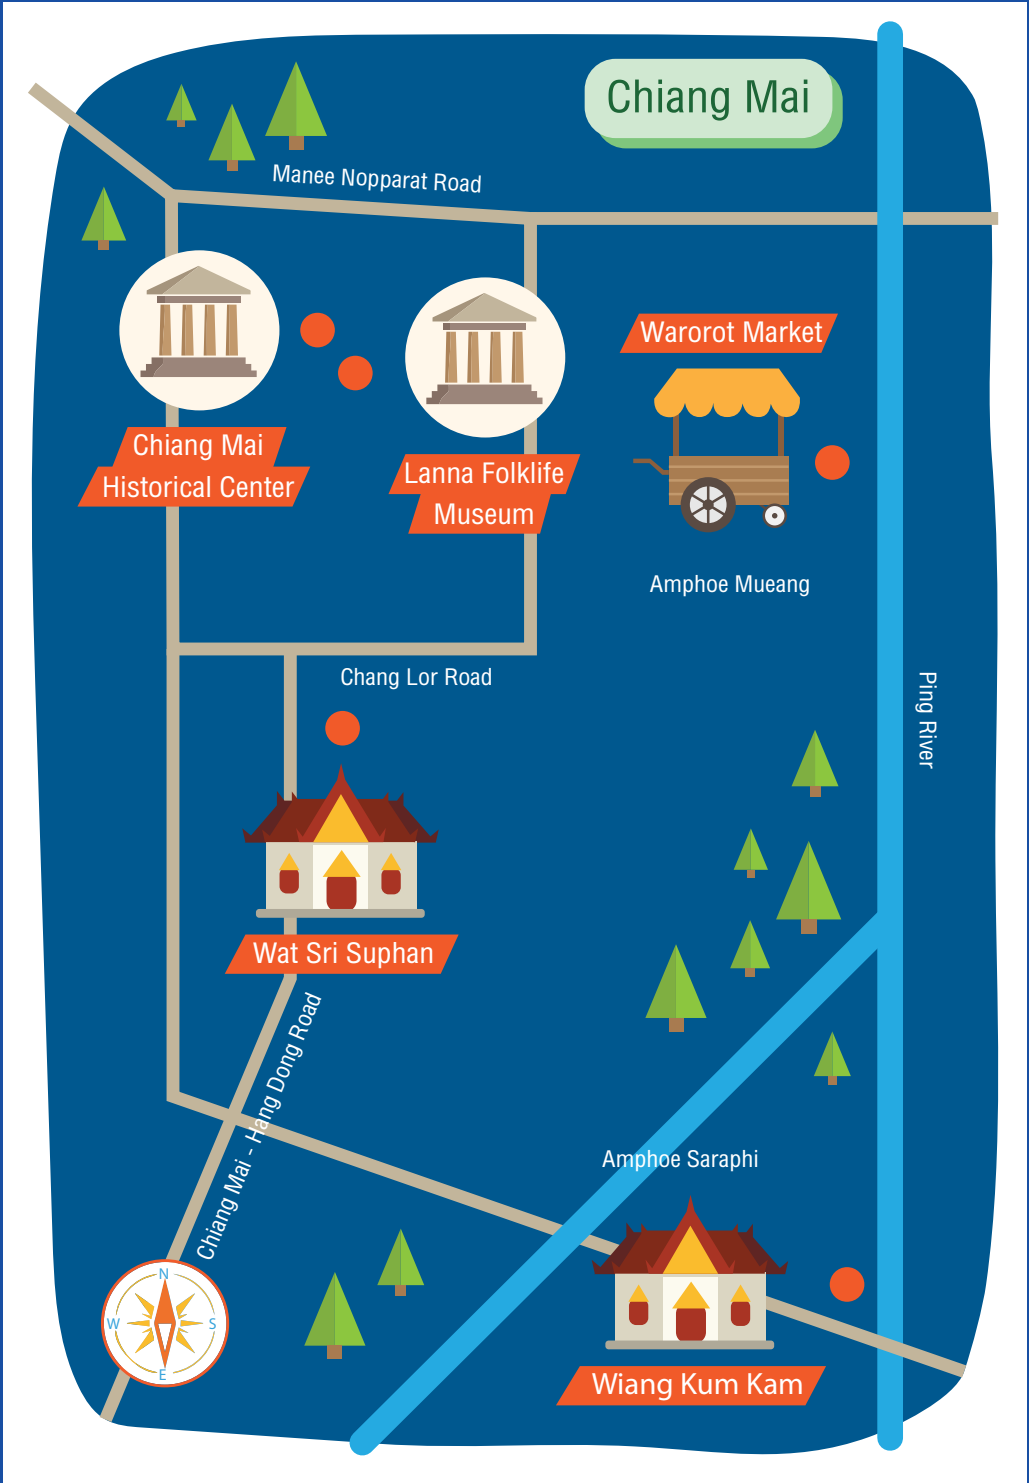 Chiang Mai
Manee Nopparat Road
Warorot Market
Chiang Mai
Historical Center
Lanna Folklife
Museum
Amphoe Mueang
Chang Lor Road
Ping River
Wat Sri Suphan
Chiang Mai - Hang Dong Road
Amphoe Saraphi
N
W
S
E
Wiang Kum Kam